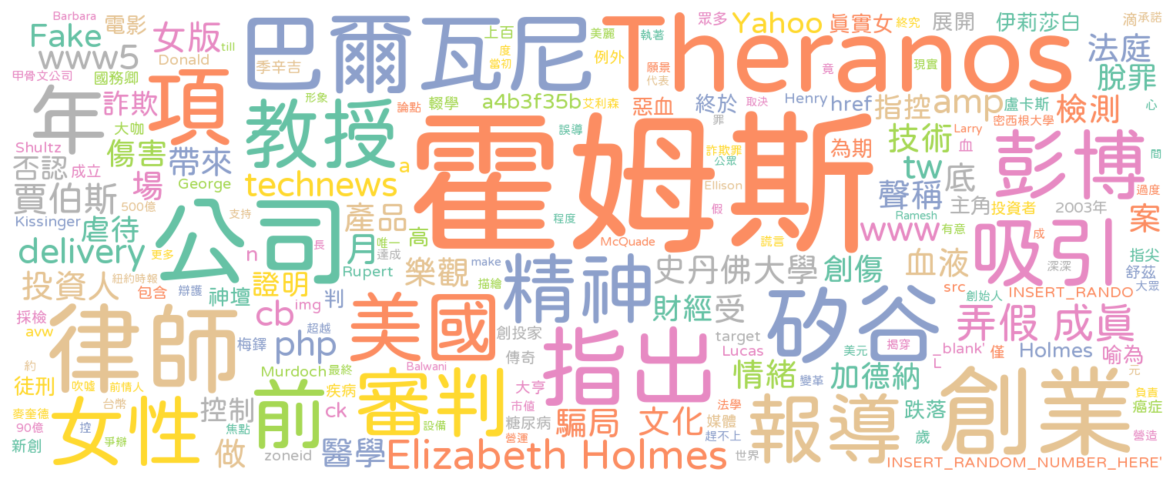 Barbara 電影 上百 美麗 眾多 Yahoo 真實女 終究 展開 伊莉莎白 滴 承諾
Fake www5 女版 巴爾瓦尼 Theranos 度 當初 例外 執著 法庭
Donald till 季辛吉 願景 代表 竟 現實 脫罪
甲骨文公司 國務卿 年 詐欺 項 教授 形象 論點 輟學 a4b3f35b 艾利森 惡血 終於 取決 Henry href 指控 amp 盧卡斯 檢測 心
大咖 傷害 霍姆斯 誤導 罪 詐欺罪 公眾 為期 技術 Larry 血 密西根大學 彭博 間
Shultz 否認 成立 帶來 George technews a Ellison 假 tw 底 過度
賈伯斯 場 500億 產品 聲稱 Ramesh 主角 投資者 2003年 案
Kissinger 虐待 公司 支持 n 月 高 唯一 達成 程度 McQuade 謊言 www 有意 成 吸引 深深 指尖
delivery 更多 長 Rupert 樂觀 make 精神 史丹佛大學 創傷 血液 src 創始人 舒茲 大眾
投資人 紐約時報 包含 神壇 證明 img 判 描繪 財經 受 矽谷 INSERT_RANDO
採檢 avw 辯護 cb 超越 美國 創投家 target 弄假 成真
約 律師 梅鐸 php 傳奇 指出 Lucas 美元 揭穿 _blank' 僅 Holmes 喻為
徒刑 吹噓 前情人 Murdoch 最終 Balwani 大亨 情緒 變革 加德納 L 元
麥奎德 台幣 女性 控制 前 疾病 審判 市值 糖尿病 騙局 文化 媒體 法學 報導 跌落 創業 負責 癌症
90億 控 爭辯 焦點 ck 設備 營運 趕不上 歲 營造
新創 做 zoneid 醫學 Elizabeth Holmes 世界 INSERT_RANDOM_NUMBER_HERE'